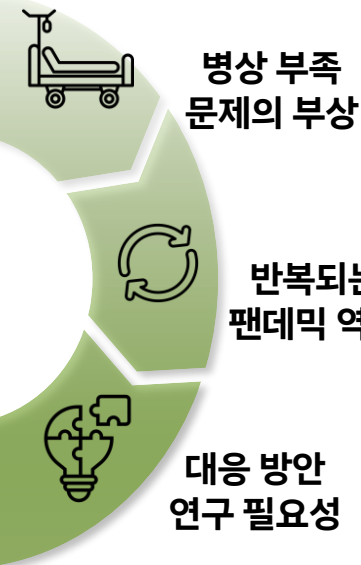 병상 부족
문제의 부상
반복되는
팬데믹
대응 방안
연구 필요성